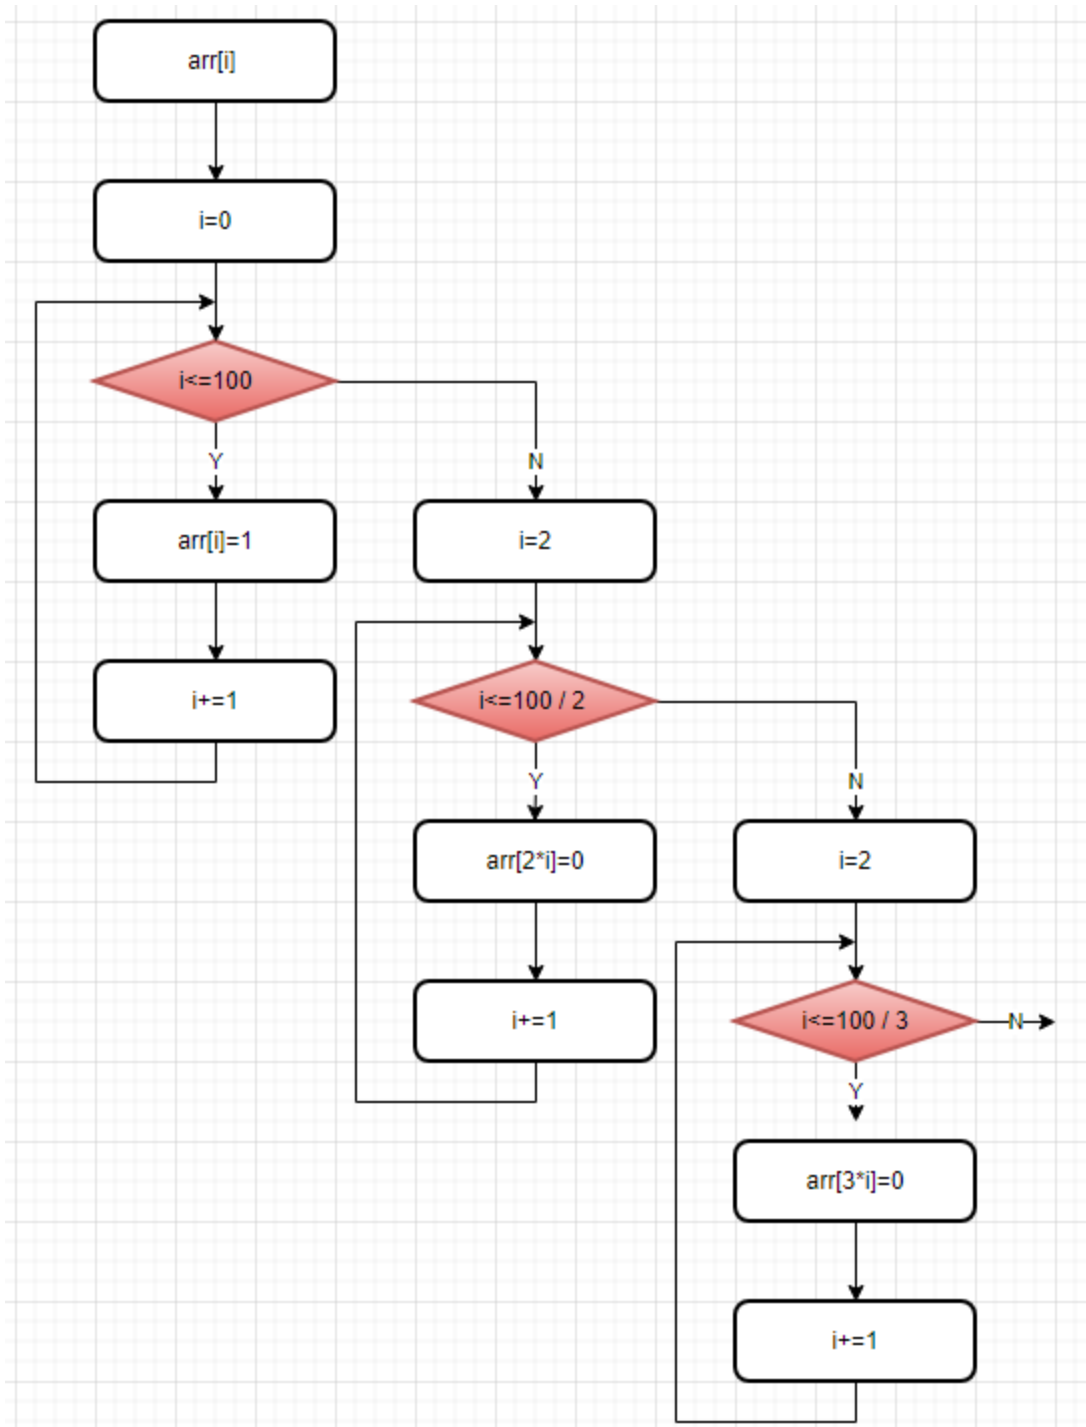 arr[i]
i=0
i<=100
Y
N
arr[i]=1
i=2
i+=1
i<=100 / 2
Y
N
arr[2*i]=0
i=2
i+=1
i<=100 / 3
N
Y
arr[3*i]=0
i+=1